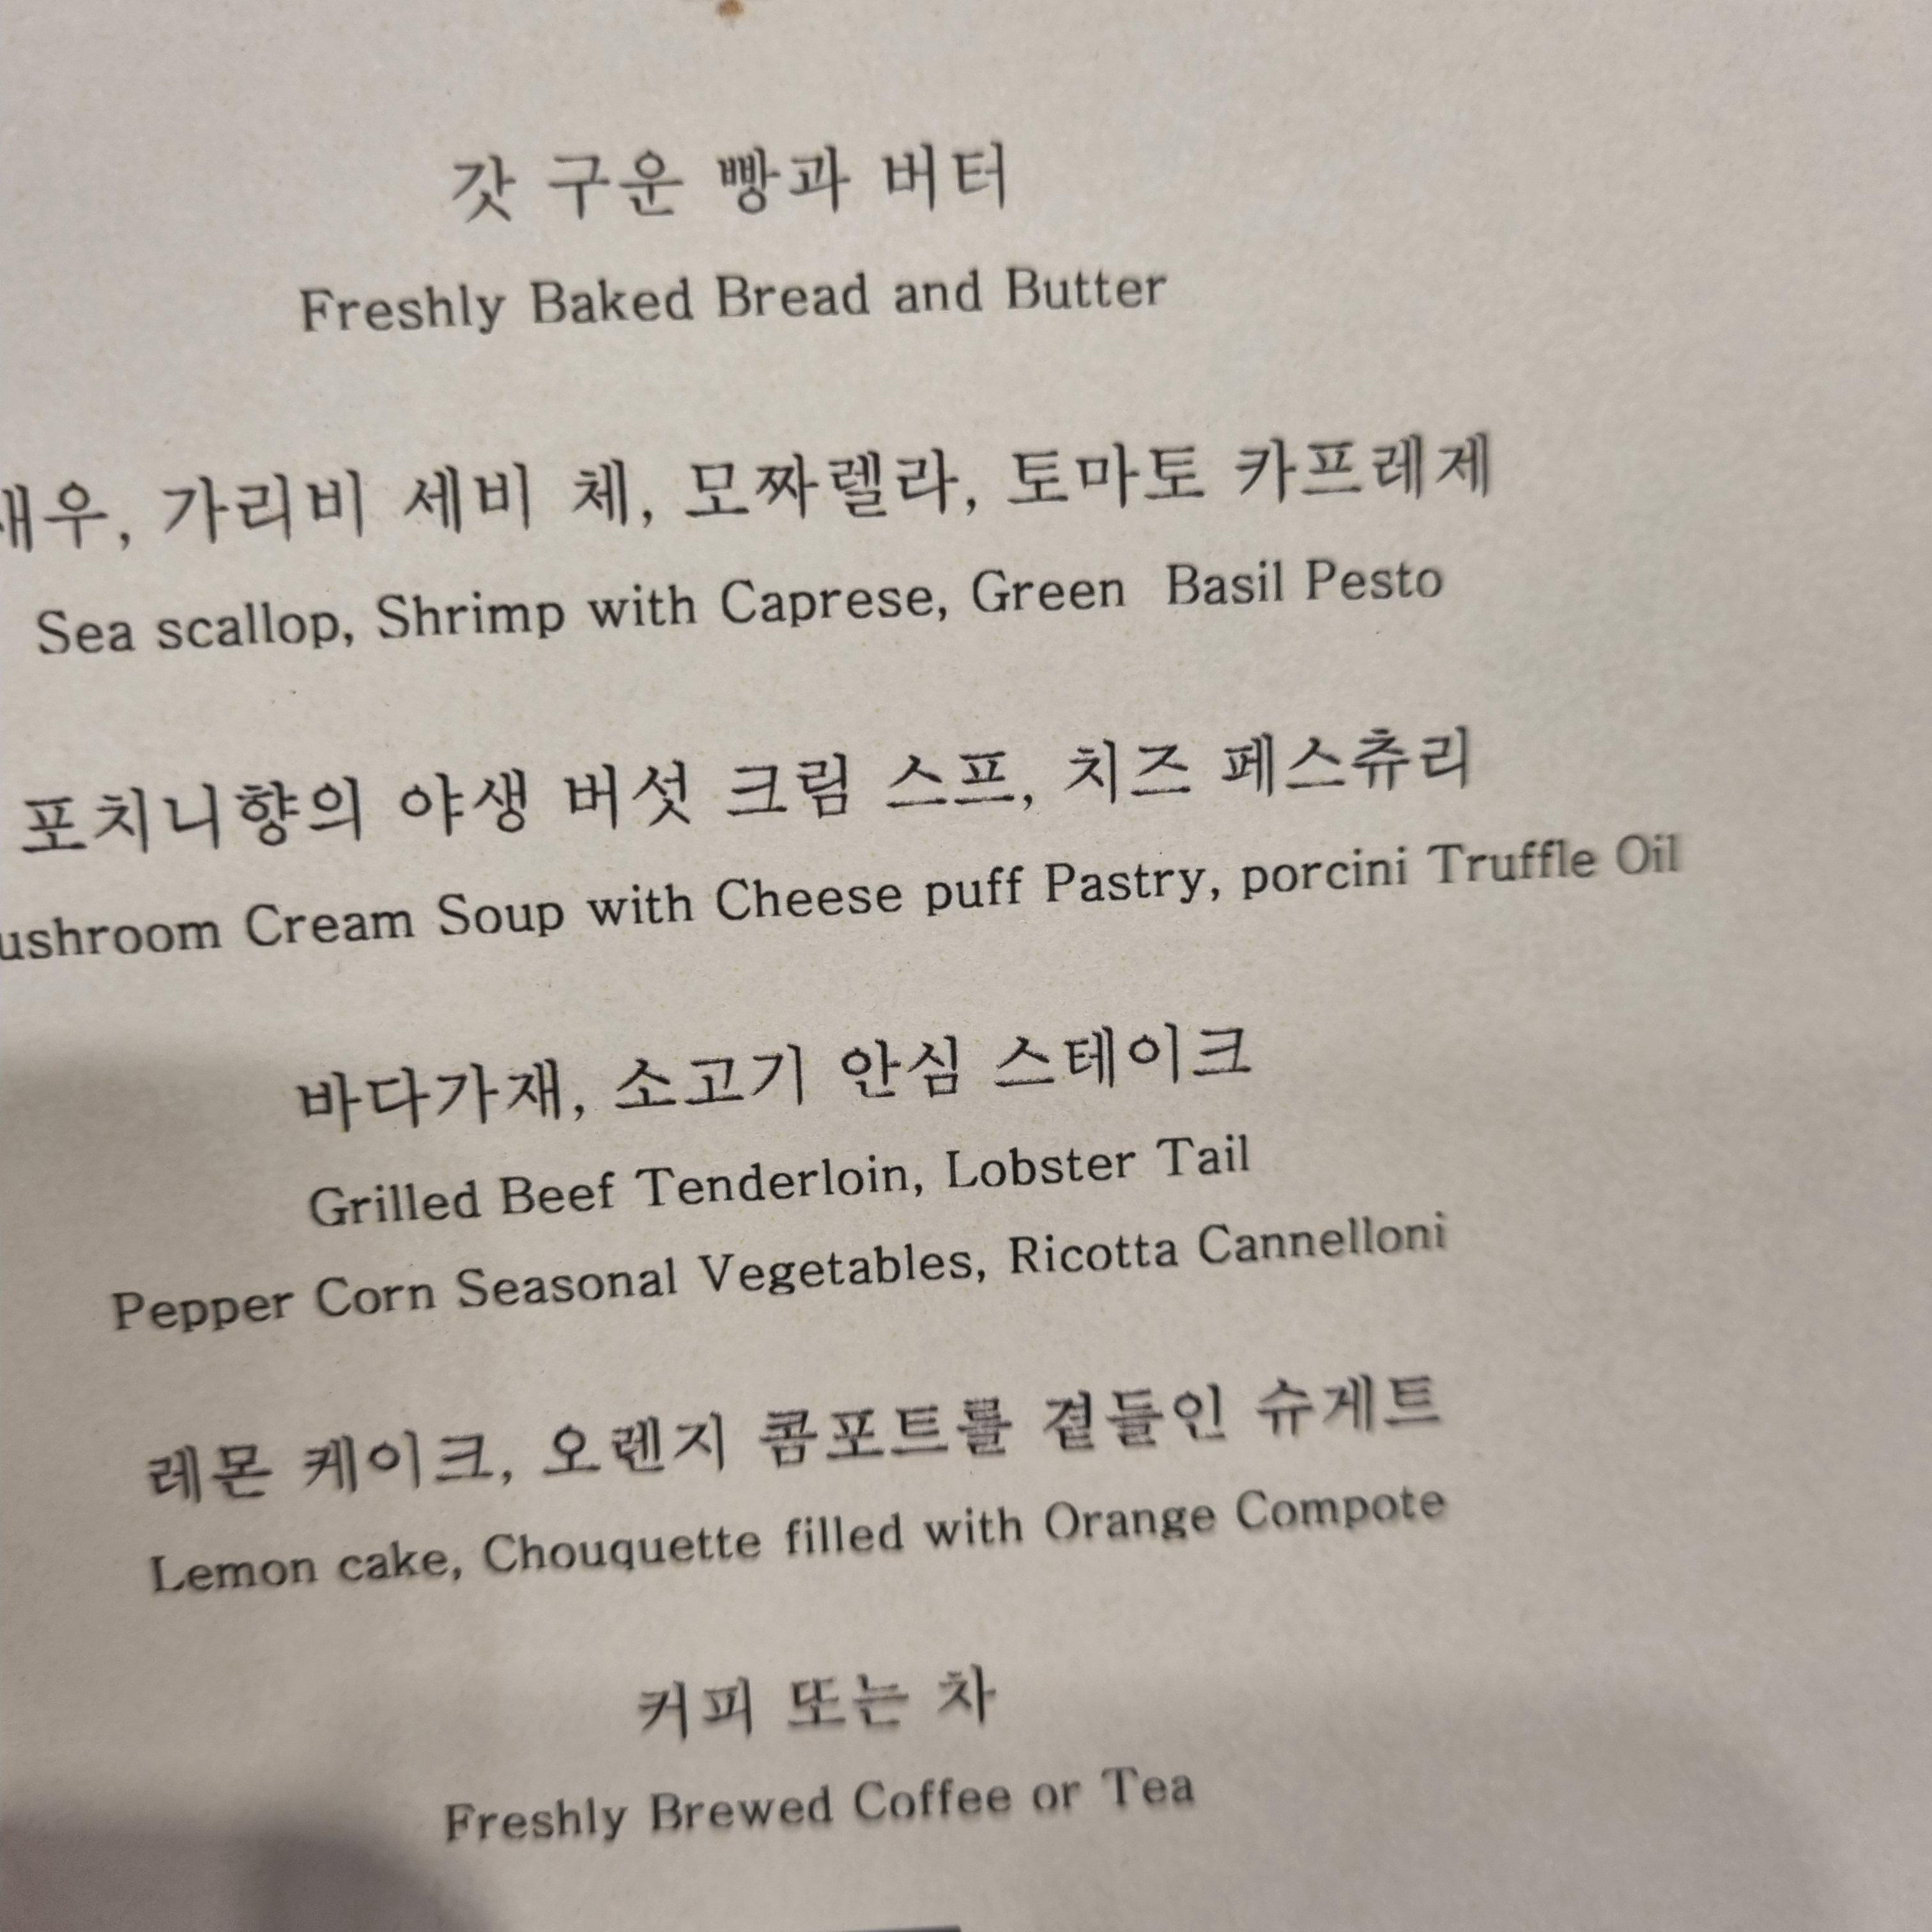 갓 구운 빵과 버터
Freshly Baked Bread and Butter
새우, 가리비 세비 체, 모짜렐라, 토마토 카프레제
Sea scallop, Shrimp with Caprese, Green Basil Pesto
포치니향의 야생 버섯 크림 스프, 치즈 페스츄리
ushroom Cream Soup with Cheese puff Pastry, porcini Truffle Oil
바다가재, 소고기 안심 스테이크
Grilled Beef Tenderloin, Lobster Tail
Pepper Corn Seasonal Vegetables, Ricotta Cannelloni
레몬 케이크, 오렌지 콤포트를 곁들인 슈게트
Lemon cake, Chouquette filled with Orange Compote
커피 또는 차
Freshly Brewed Coffee or Tea